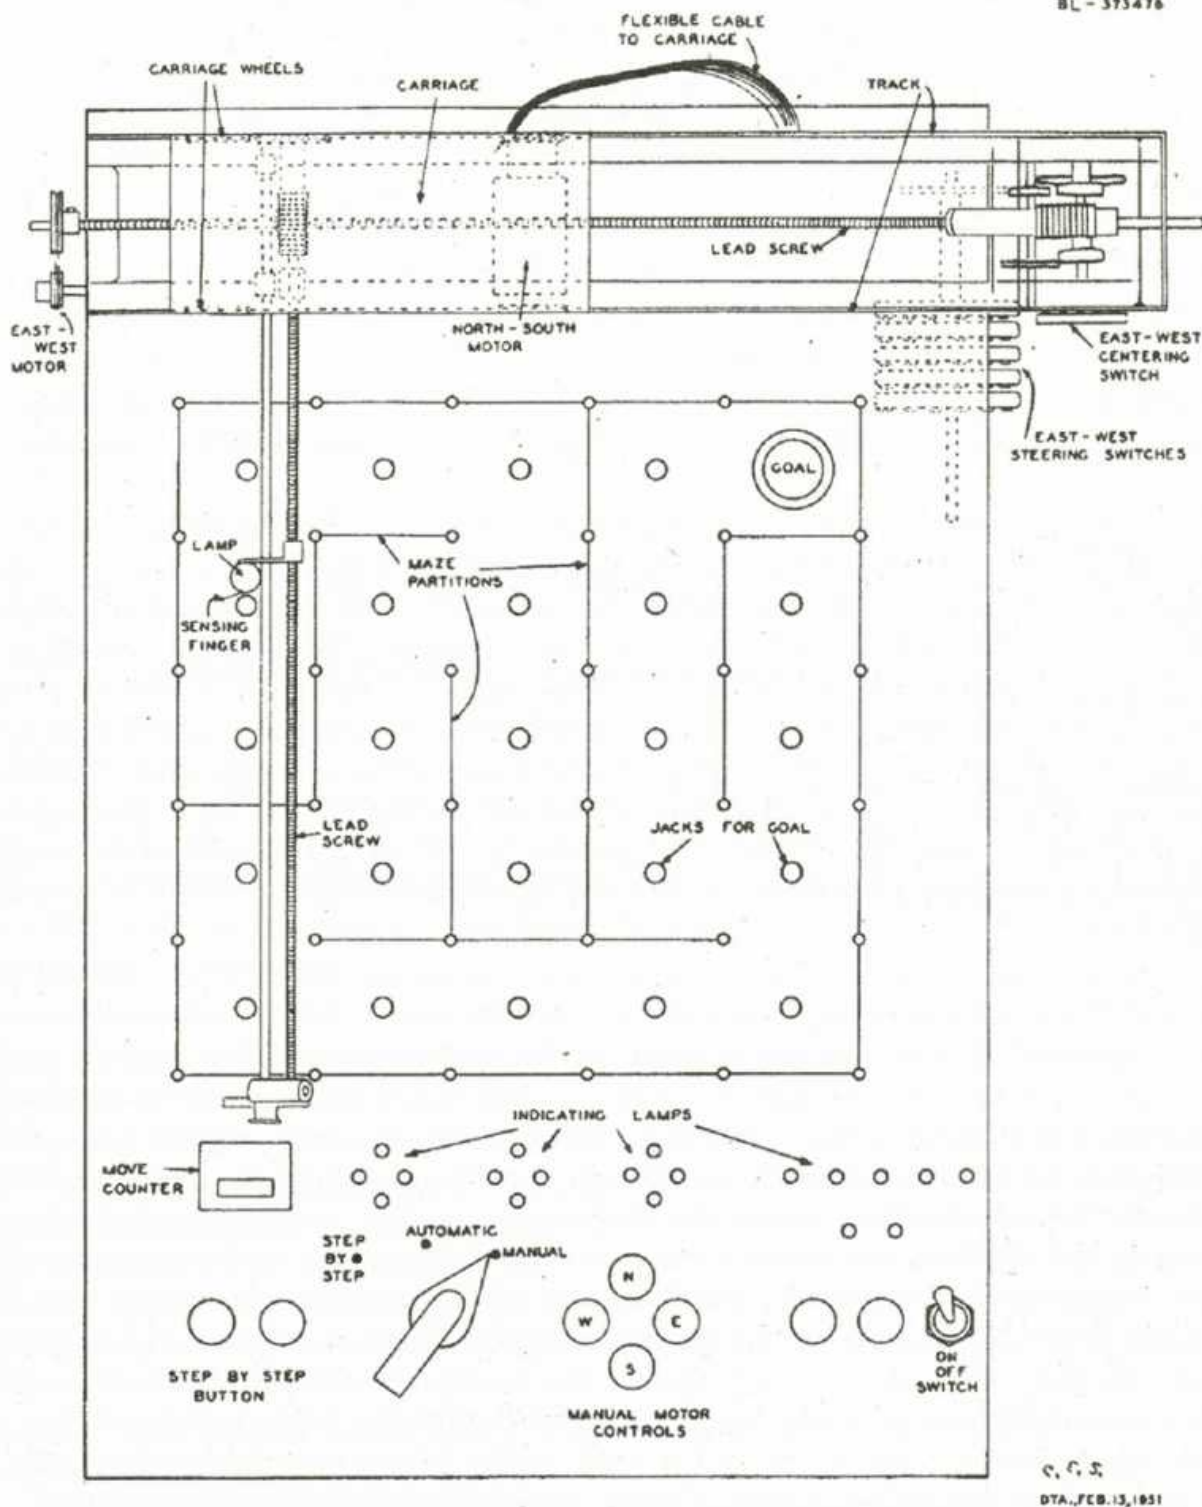 BL-373476
FLEXIBLE CABLE
TO CARRIAGE
CARRIAGE WHEELS
CARRIAGE
TRACK
LEAD SCREW
EAST-
WEST
MOTOR
NORTH-SOUTH
MOTOR
EAST-WEST
CENTERING
SWITCH
EAST-WEST
STEERING SWITCHES
GOAL
LAMP
MAZE
PARTITIONS
SENSING
FINGER
LEAD
SCREW
JACKS FOR GOAL
INDICATING LAMPS
MOVE
COUNTER
STEP
BY
STEP
AUTOMATIC
MANUAL
N
W
E
S
STEP BY STEP
BUTTON
ON
OFF
SWITCH
MANUAL MOTOR
CONTROLS
DTA.,FEB.13,1951